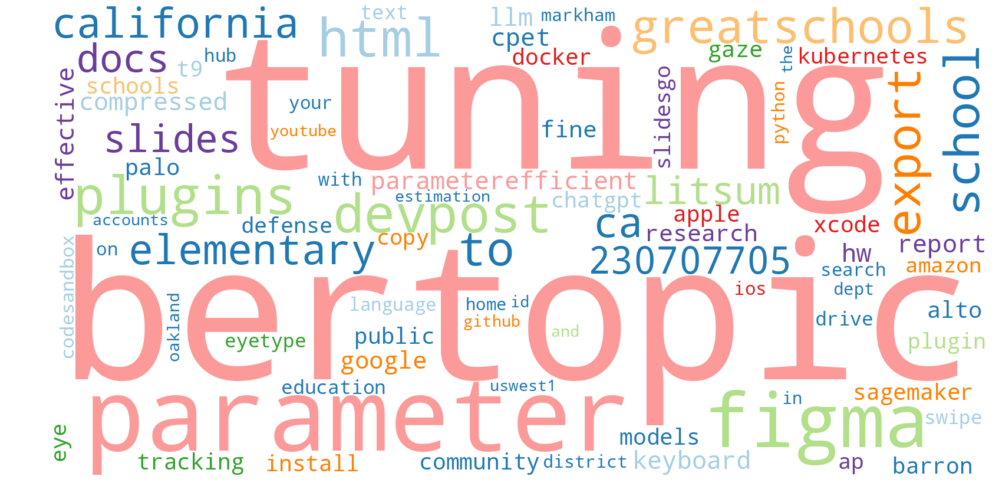 california
text
llm
markham
html
greatschools
cpet
docs
hub
docker
gaze
the
kubernetes
school
t9
effective
schools
compressed
tuning
your
slidesgo
python
export
youtube
fine
slides
palo
with
parameterefficient
litsum
plugins
estimation
chatgpt
accounts
devpost
apple
xcode
defense
ca
research
copy
on
elementary
to
230707705
hw
report
codesandbox
search
amazon
bertopic
ios
dept
oakland
language
home
id
github
drive
alto
eyetype
public
and
plugin
google
education
uswest1
parameter
in
sagemaker
figma
swipe
eye
models
tracking
install
community
district
keyboard
ap
barron